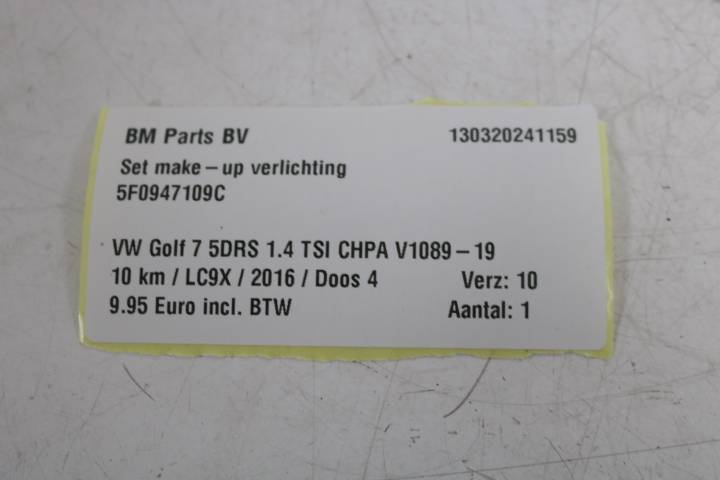 BM Parts BV 130320241159
Set make-up verlichting
5F0947109C
VW Golf 7 5DRS 1.4 TSI CHPA V1089-19
10 km / LC9X / 2016 / Doos 4 Verz: 10
9.95 Euro incl. BTW Aantal: 1